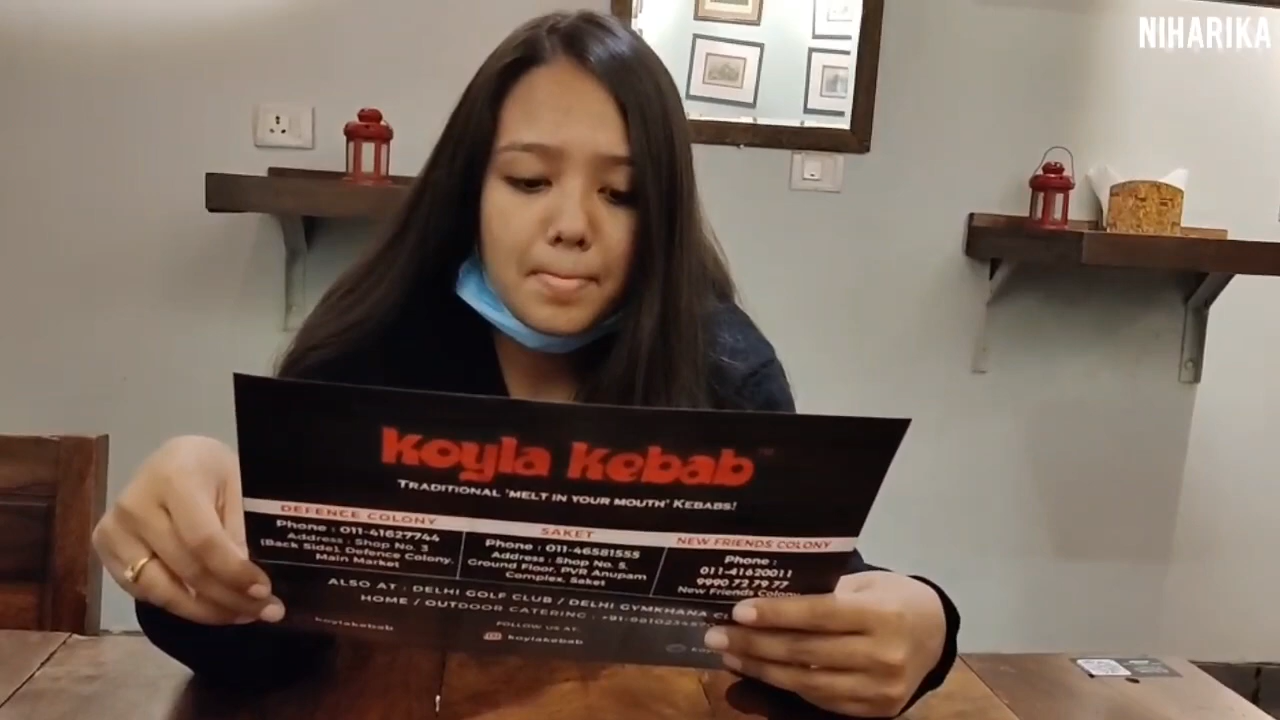 NIHARIKA
Koyla Kebab
TRADITIONAL 'MELT IN YOUR MOUTH' KEBABS!
DEFENCE COLONY
Phone : 011-41627744
Address : Shop No. 3
(Back Side), Defence Colony,
Main Market
SAKET
Phone : 011-46581555
Address : Shop No. 5,
Ground Floor, PVR Anupam
Complex, Saket
NEW FRIENDS COLONY
Phone :
011-41620011
9990 72 79 77
New Friends Colony
ALSO AT : DELHI GOLF CLUB / DELHI GYMKHANA
HOME / OUTDOOR CATERING :
FOLLOW US AT:
koylakebab
koylakebab